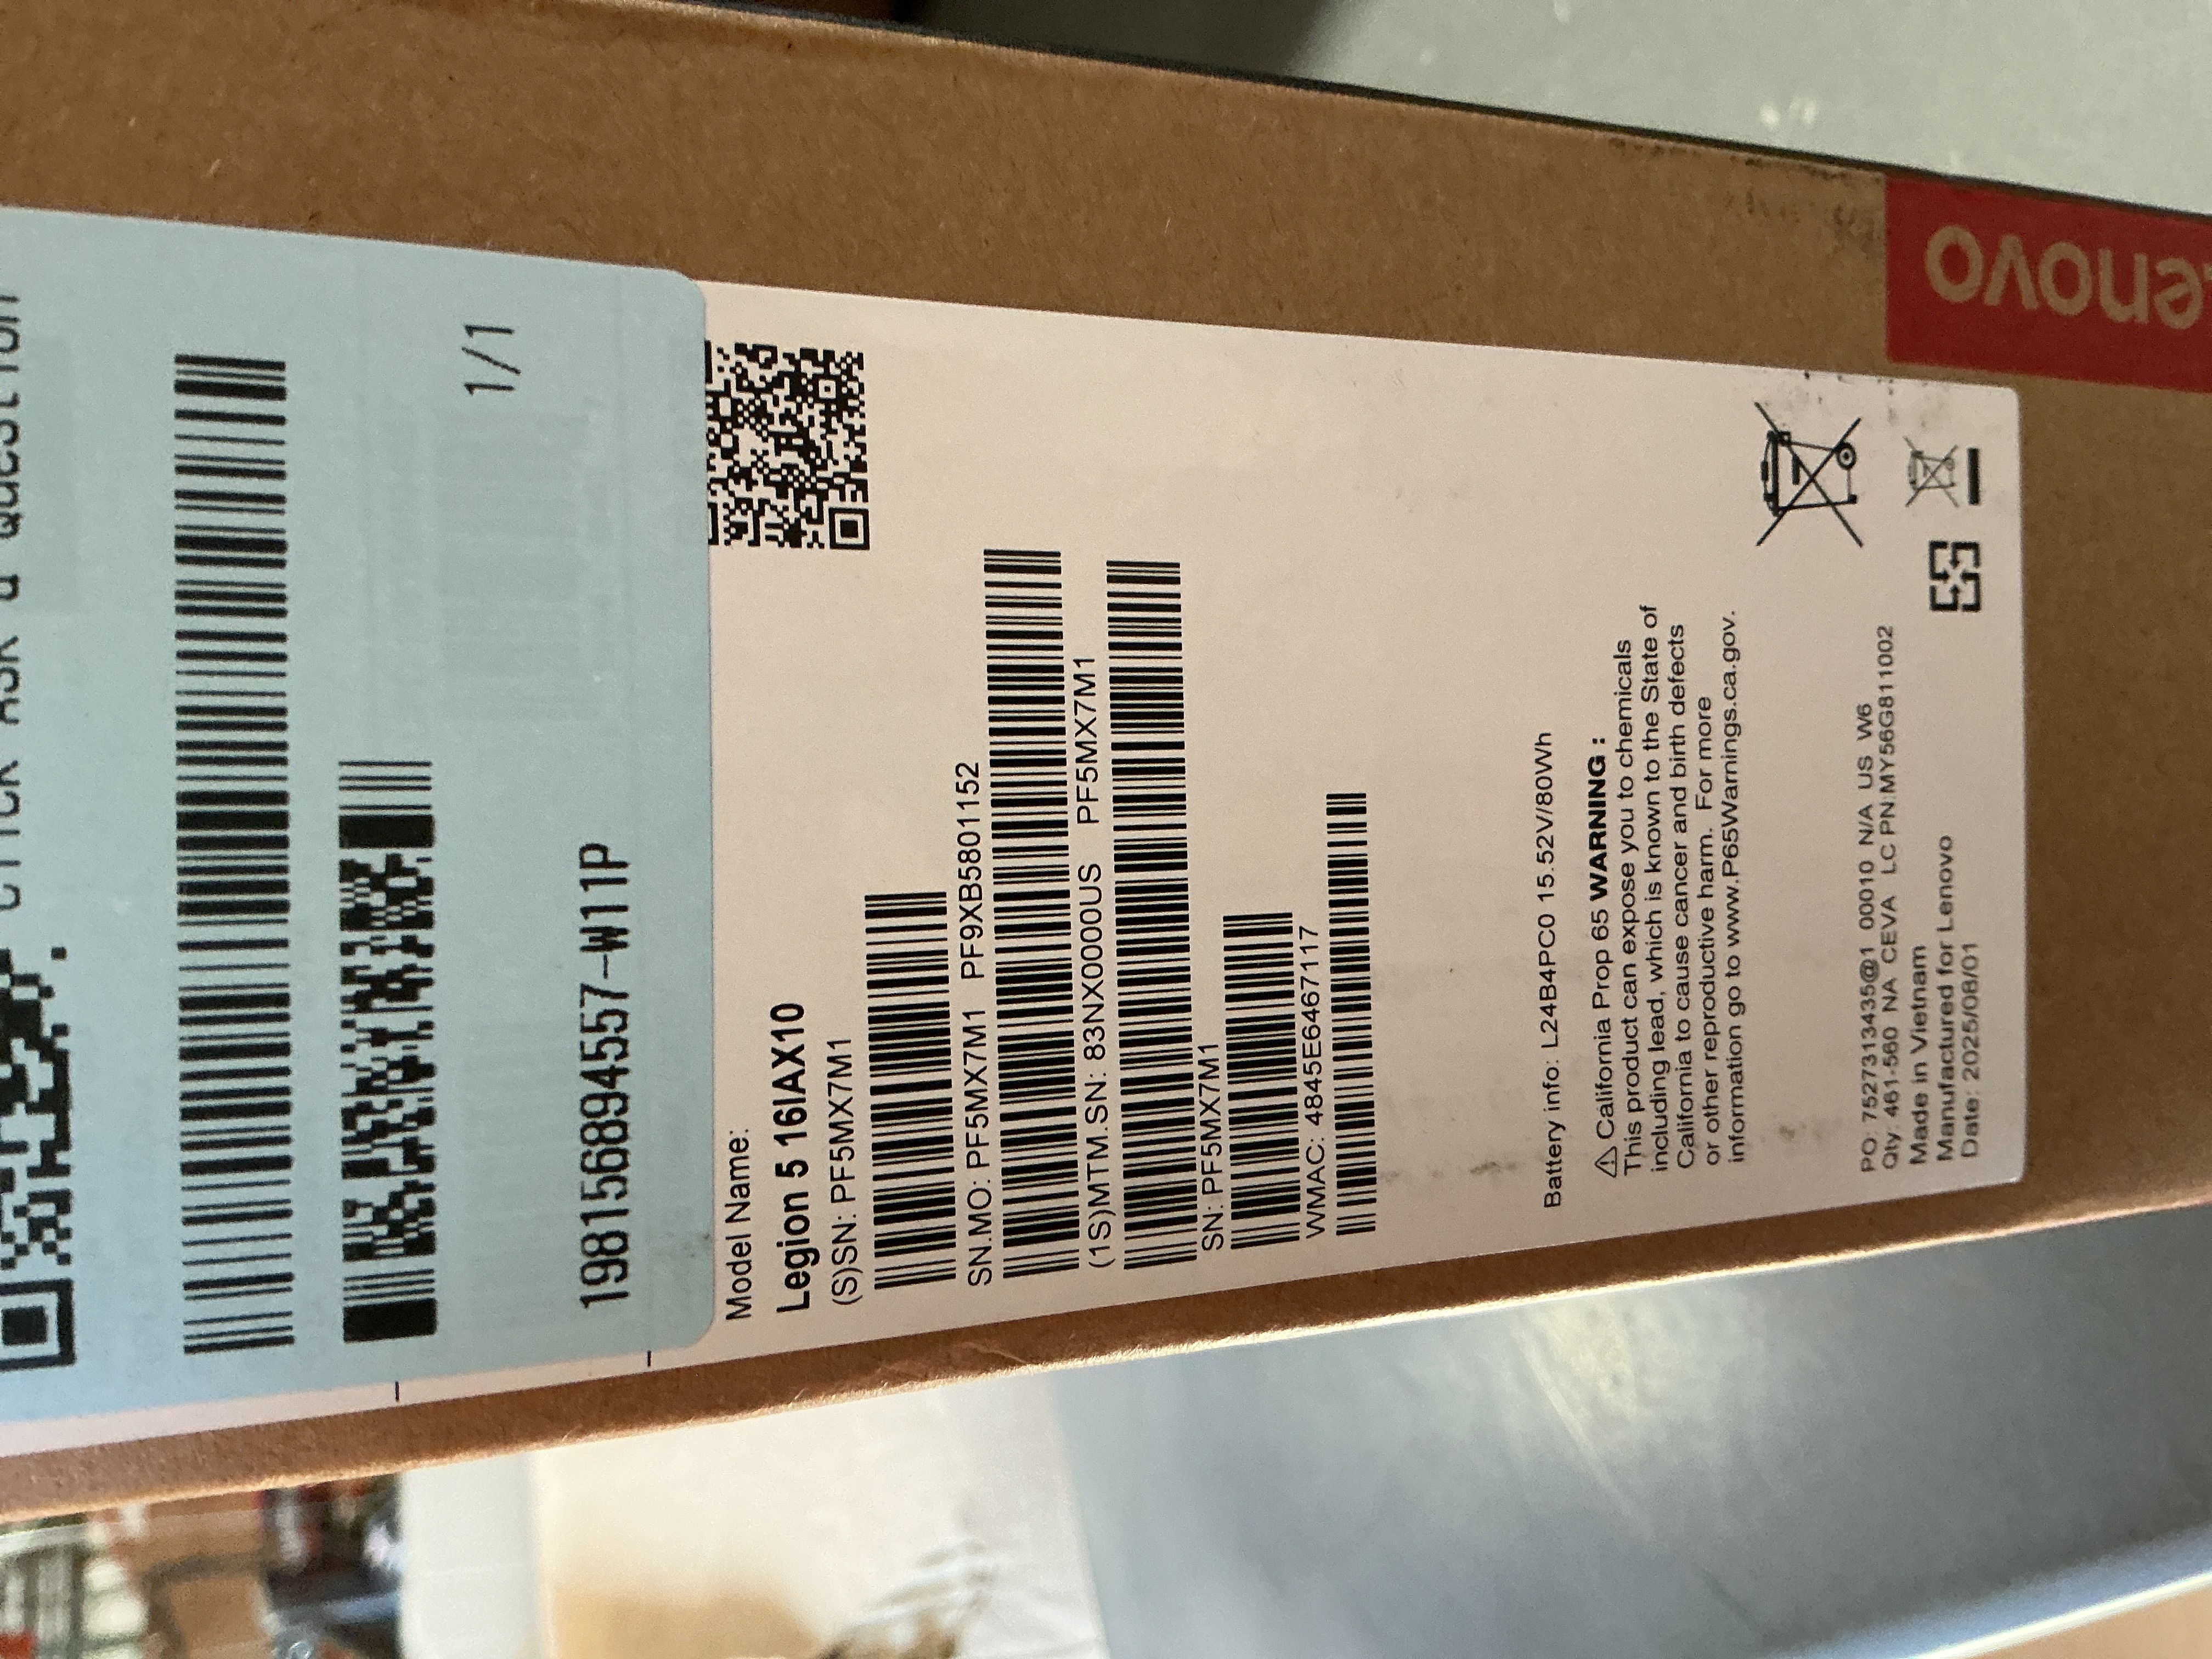 Click Ask a question
1/1
198156894557-W11P
Model Name:
Legion 5 16IAX10
(S)SN: PF5MX7M1
SN.MO: PF5MX7M1 PF9XB5801152
(1S)MTM.SN: 83NX0000US PF5MX7M1
SN: PF5MX7M1
WMAC: 4845E6467117
Battery info: L24B4PC0 15.52V/80Wh
⚠ California Prop 65 WARNING :
This product can expose you to chemicals
including lead, which is known to the State of
California to cause cancer and birth defects
or other reproductive harm. For more
information go to www.P65Warnings.ca.gov.
PO: 7527313435@1 00010 N/A US W6
Qty: 461-560 NA CEVA LC PN:MY56G811002
Made in Vietnam
Manufactured for Lenovo
Date: 2025/08/01
Lenovo